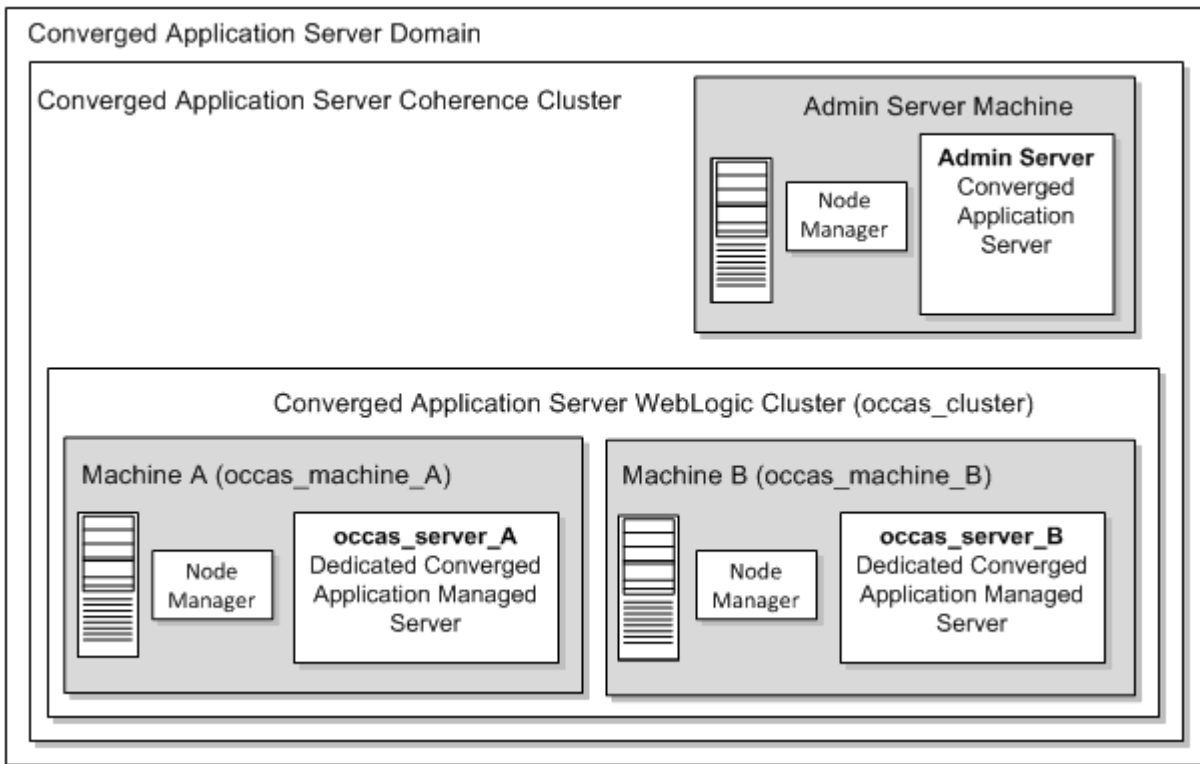 Converged Application Server Domain
Converged Application Server Coherence Cluster
Admin Server Machine
Node
Manager
Admin Server
Converged
Application
Server
Converged Application Server WebLogic Cluster (occas_cluster)
Machine A (occas_machine_A)
Node
Manager
occas_server_A
Dedicated Converged
Application Managed
Server
Machine B (occas_machine_B)
Node
Manager
occas_server_B
Dedicated Converged
Application Managed
Server